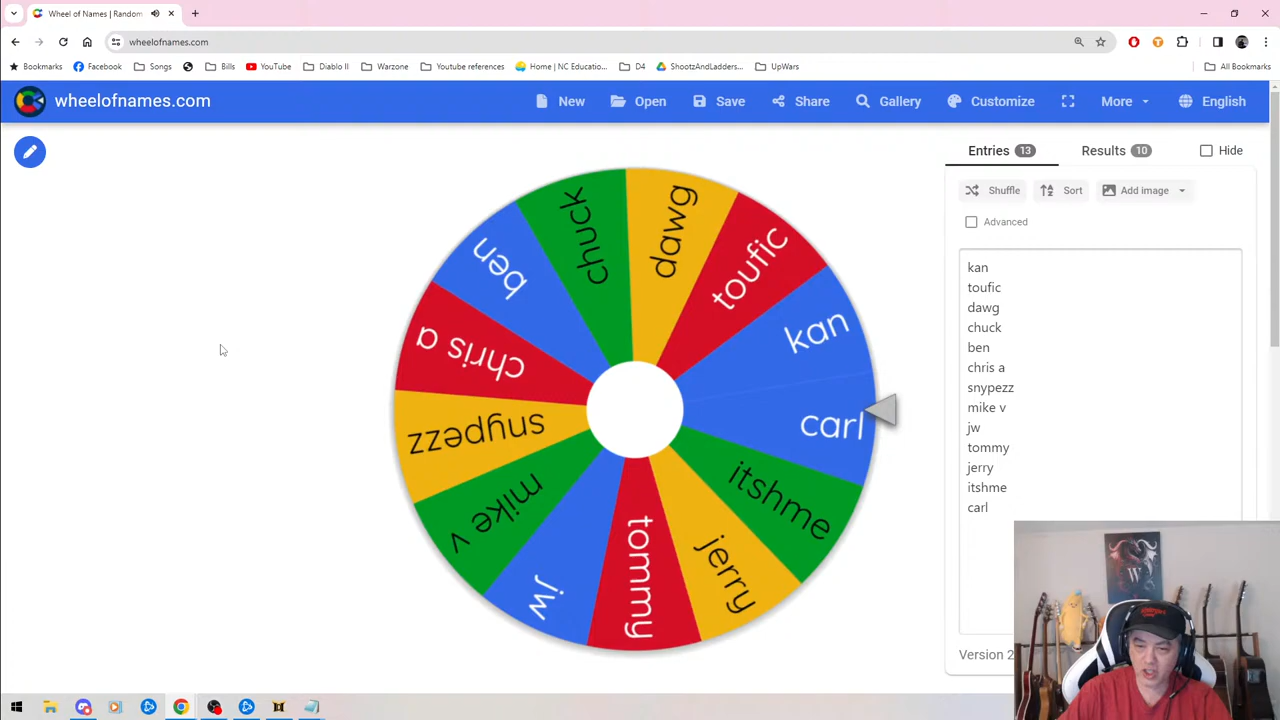 Wheel of Names | Random
wheelofnames.com
Bookmarks
Facebook
Songs
Bills
YouTube
Diablo II
Warzone
Youtube references
Home | NC Educatio...
D4
ShootzAndLadders...
UpWars
All Bookmarks
wheelofnames.com
New
Open
Save
Share
Gallery
Customize
More
English
Entries 13
Results 10
Hide
Shuffle
Sort
Add image
Advanced
kan
toufic
dawg
chuck
ben
chris a
snypezz
mike v
jw
tommy
jerry
itshme
carl
Version 2
chuck
dawg
toufic
kan
carl
itshme
jerry
tommy
jw
mike v
snypezz
chris a
ben
W